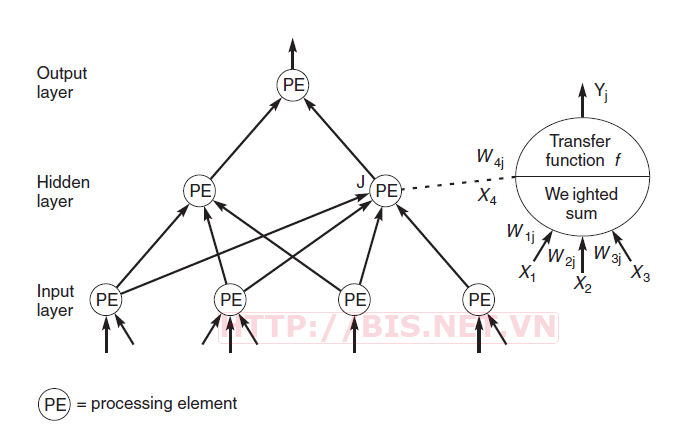 Output
layer
PE
Yj
Transfer
function f
We ighted
sum
W4j
X4
Hidden
layer
PE
J
PE
W1j
W2j
W3j
X1
X2
X3
Input
layer
PE
PE
PE
PE
HTTP://BIS.NET.VN
PE = processing element